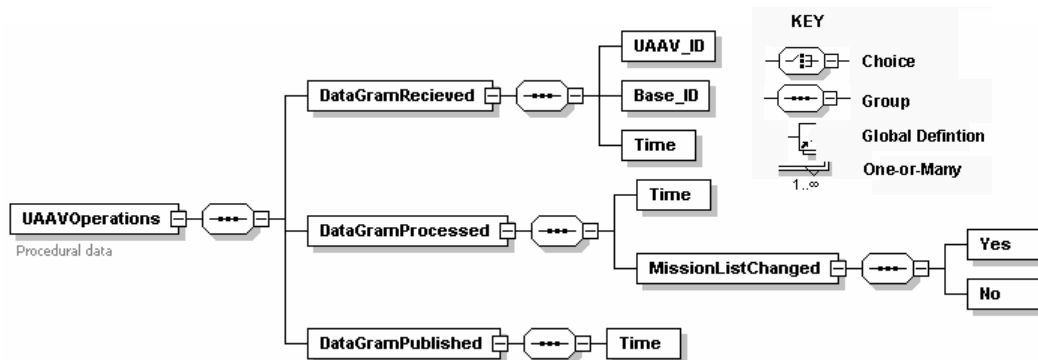 KEY
Choice
Group
Global Defintion
One-or-Many
1..∞
UAAVOperations
Procedural data
DataGramRecieved
UAAV_ID
Base_ID
Time
DataGramProcessed
Time
MissionListChanged
Yes
No
DataGramPublished
Time